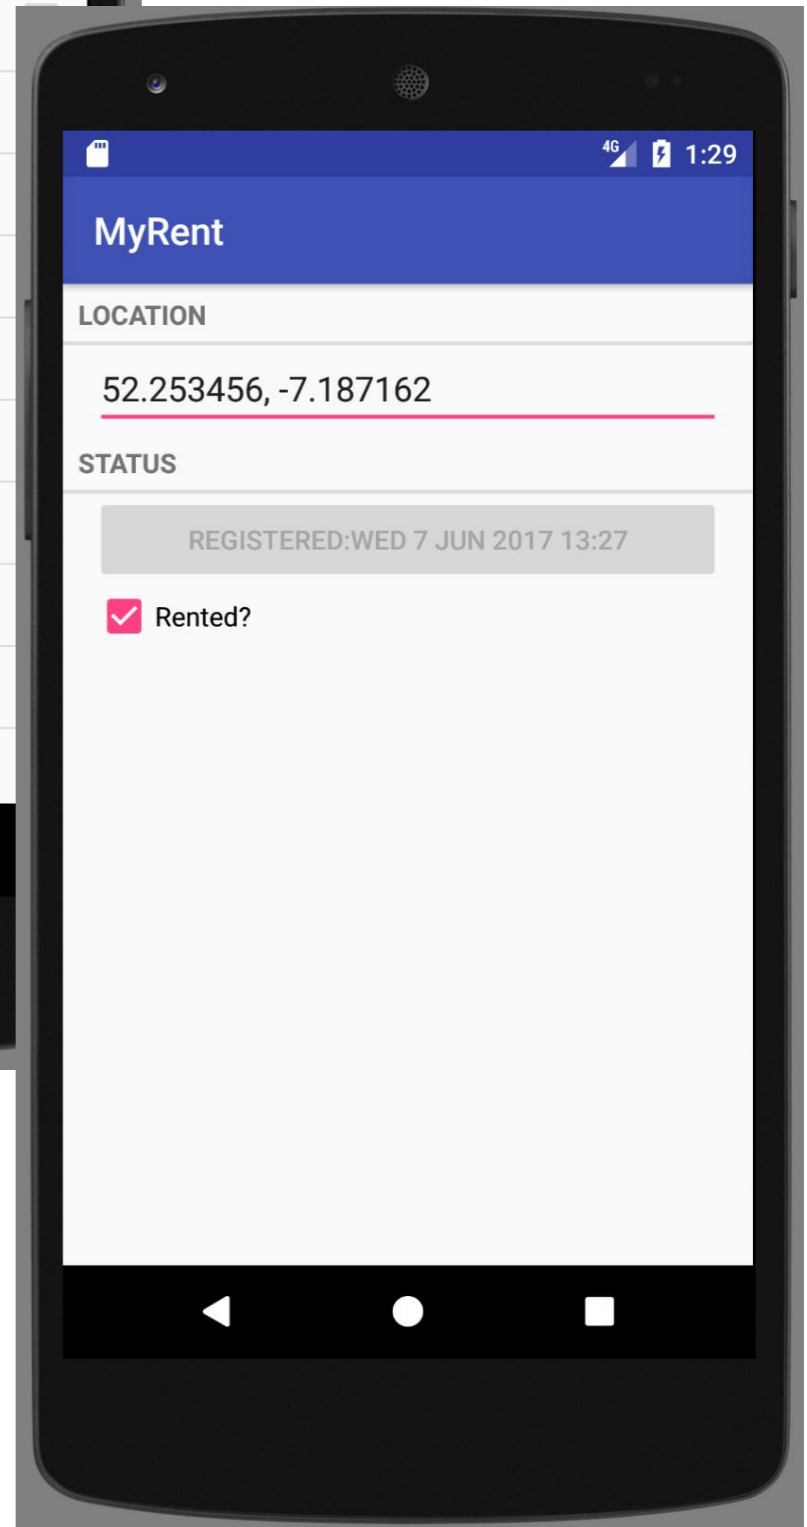 4G 1:29
MyRent
LOCATION
52.253456, -7.187162
STATUS
REGISTERED:WED 7 JUN 2017 13:27
Rented?